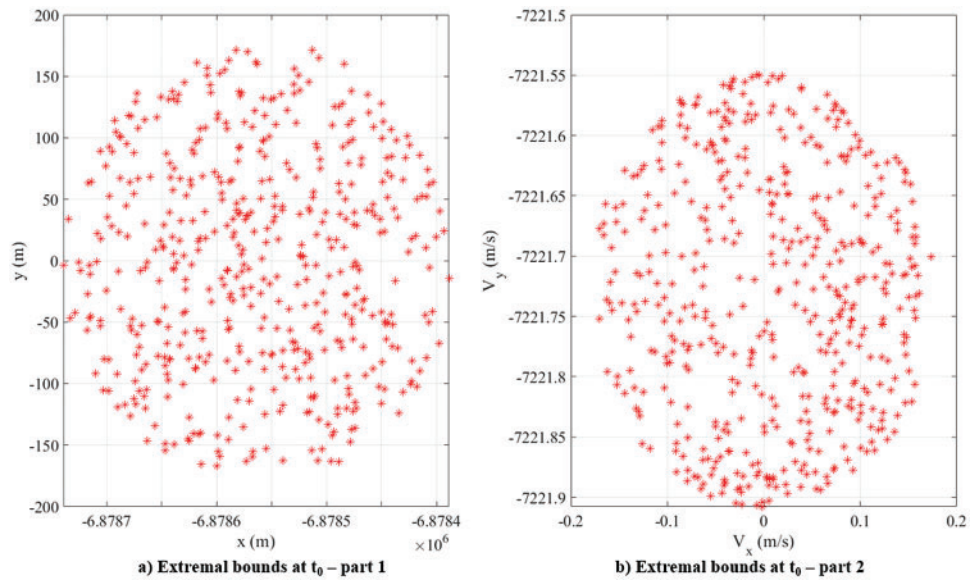 200
150
100
50
0
-50
-100
-150
-200
y (m)
-6.8787 -6.8786 -6.8785 -6.8784
x (m)
×10⁶
a) Extremal bounds at t₀ – part 1
-7221.5
-7221.55
-7221.6
-7221.65
-7221.7
-7221.75
-7221.8
-7221.85
-7221.9
V_y (m/s)
-0.2 -0.1 0 0.1 0.2
V_x (m/s)
b) Extremal bounds at t₀ – part 2